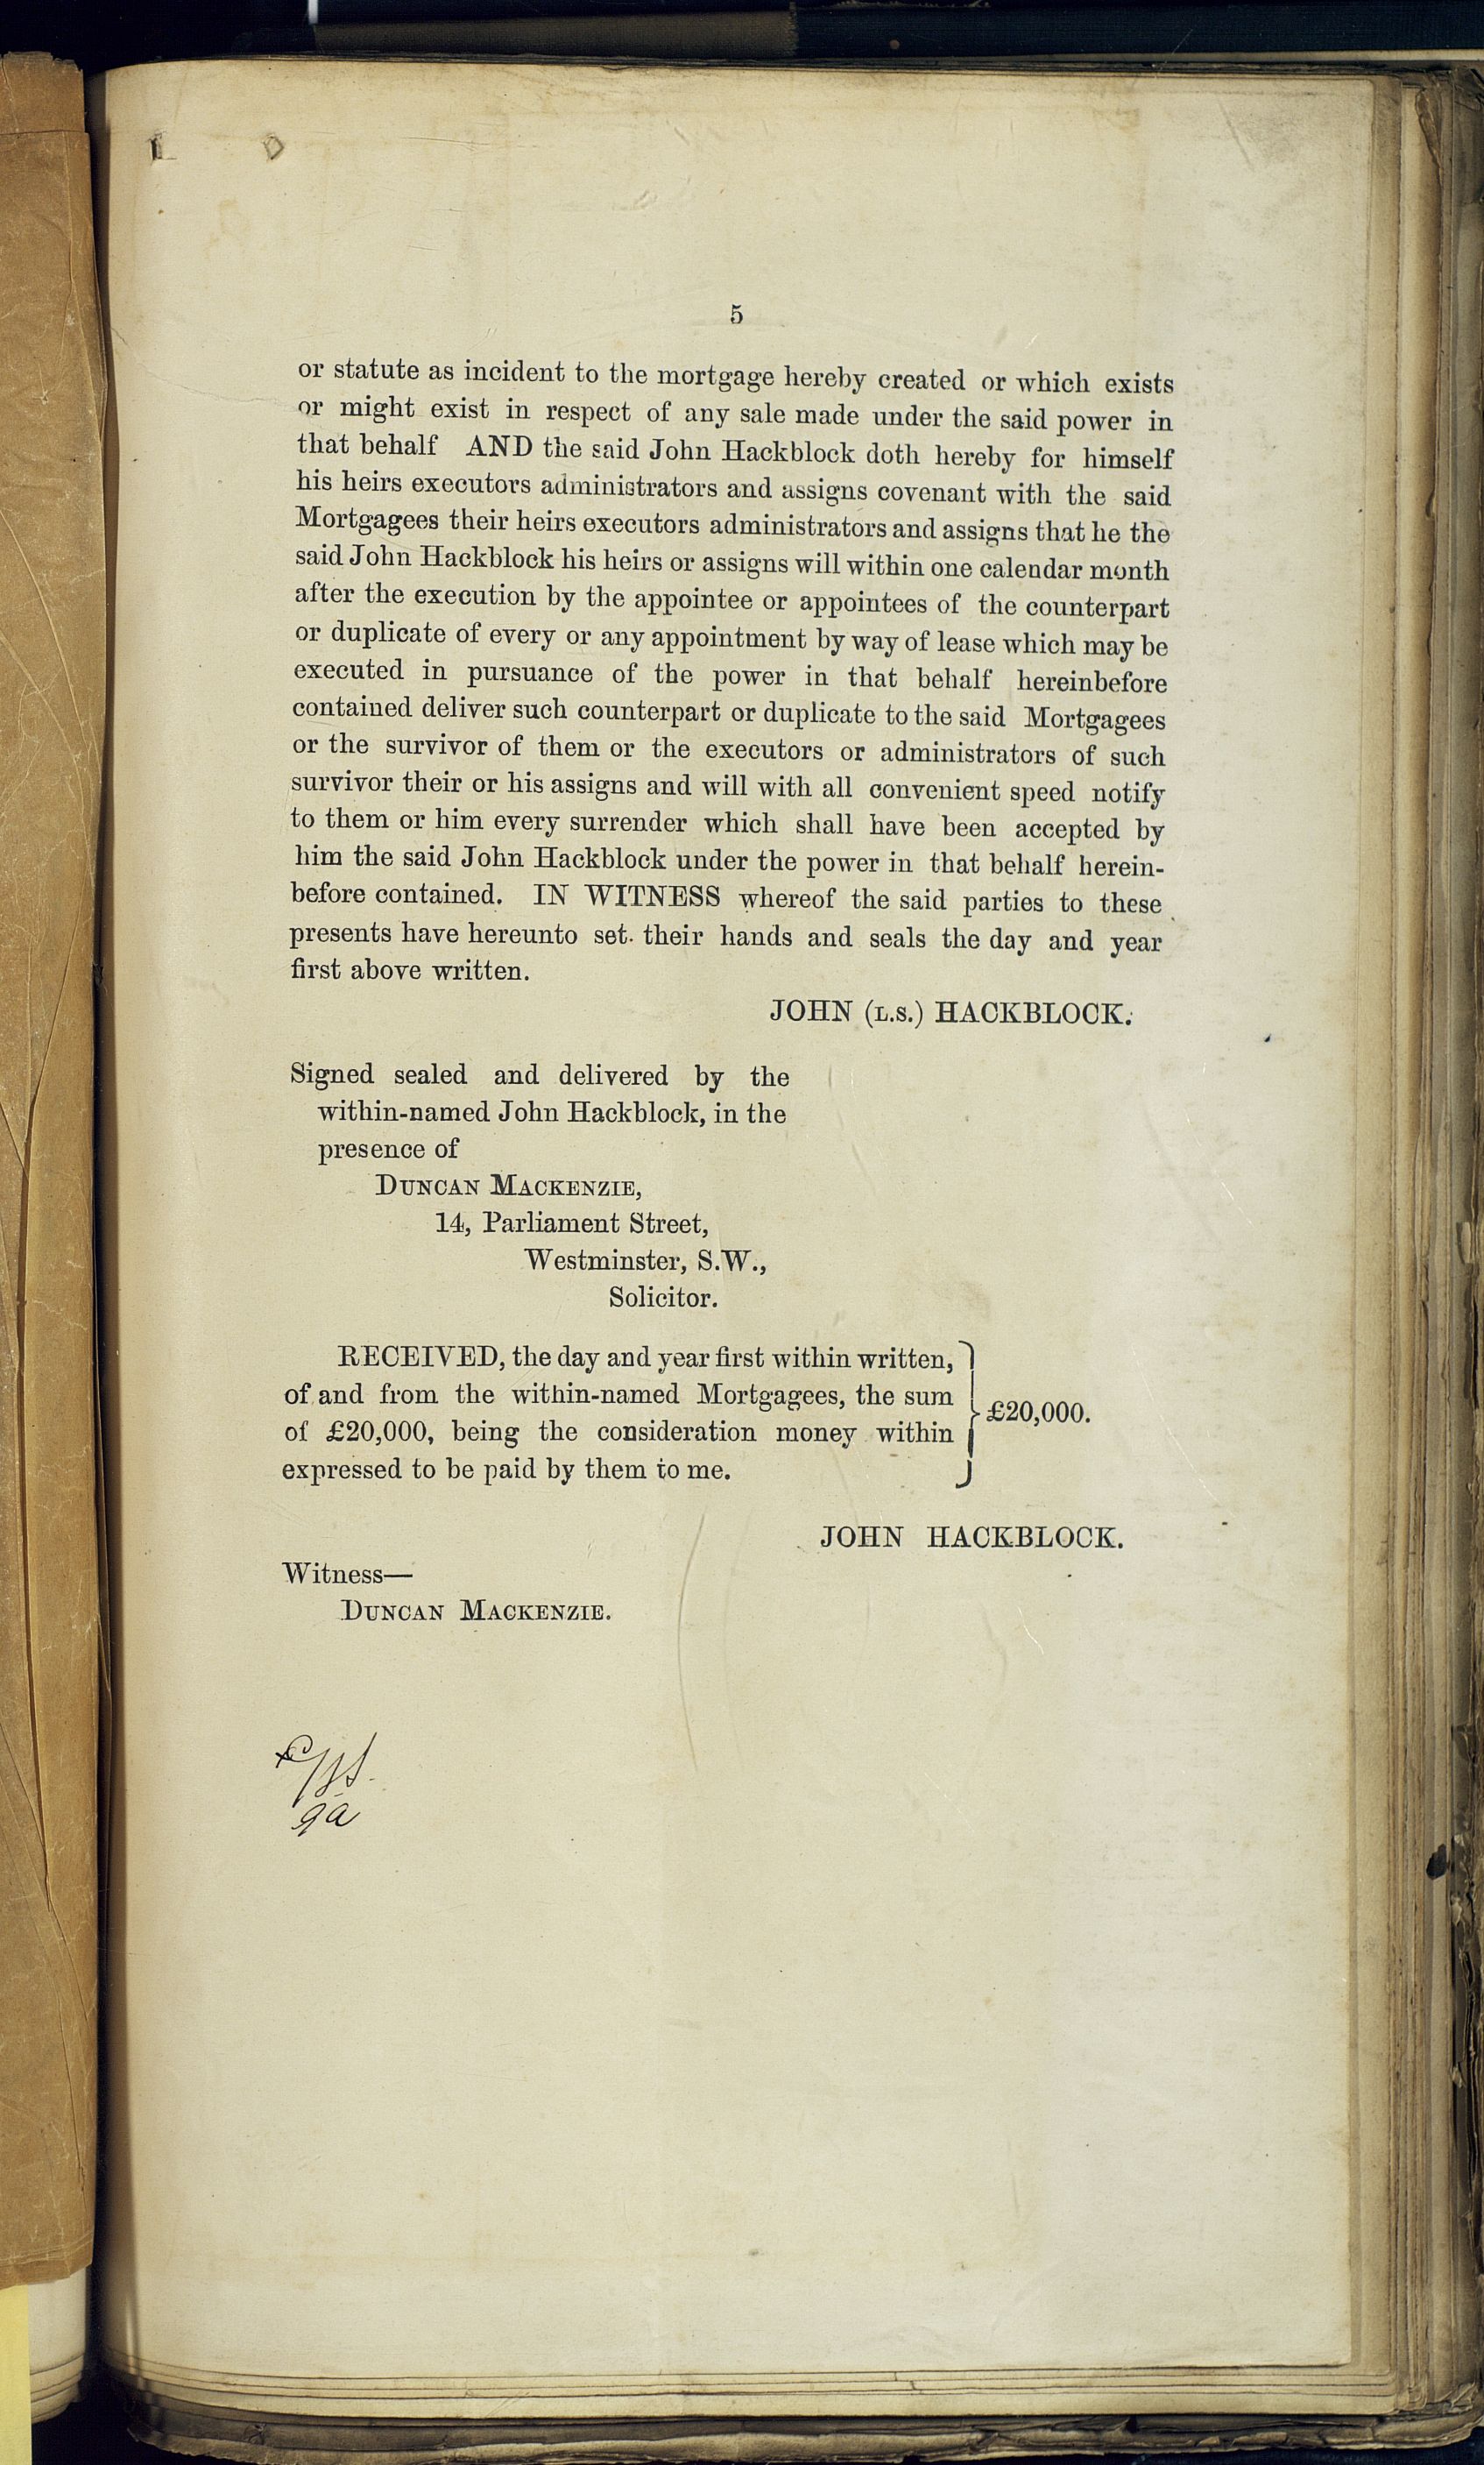 5
or statute as incident to the mortgage hereby created or which exists
or might exist in respect of any sale made under the said power in
that behalf AND the said John Hackblock doth hereby for himself
his heirs executors administrators and assigns covenant with the said
Mortgagees their heirs executors administrators and assigns that he the
said John Hackblock his heirs or assigns will within one calendar month
after the execution by the appointee or appointees of the counterpart
or duplicate of every or any appointment by way of lease which may be
executed in pursuance of the power in that behalf hereinbefore
contained deliver such counterpart or duplicate to the said Mortgagees
or the survivor of them or the executors or administrators of such
survivor their or his assigns and will with all convenient speed notify
to them or him every surrender which shall have been accepted by
him the said John Hackblock under the power in that behalf herein-
before contained. IN WITNESS whereof the said parties to these
presents have hereunto set. their hands and seals the day and year
first above written.
JOHN (L.S.) HACKBLOCK.
Signed sealed and delivered by the
within-named John Hackblock, in the
presence of
DUNCAN MACKENZIE,
14, Parliament Street,
Westminster, S.W.,
Solicitor.
RECEIVED, the day and year first within written,
of and from the within-named Mortgagees, the sum
of £20,000, being the consideration money within
expressed to be paid by them to me.
£20,000.
JOHN HACKBLOCK.
Witness—
DUNCAN MACKENZIE.